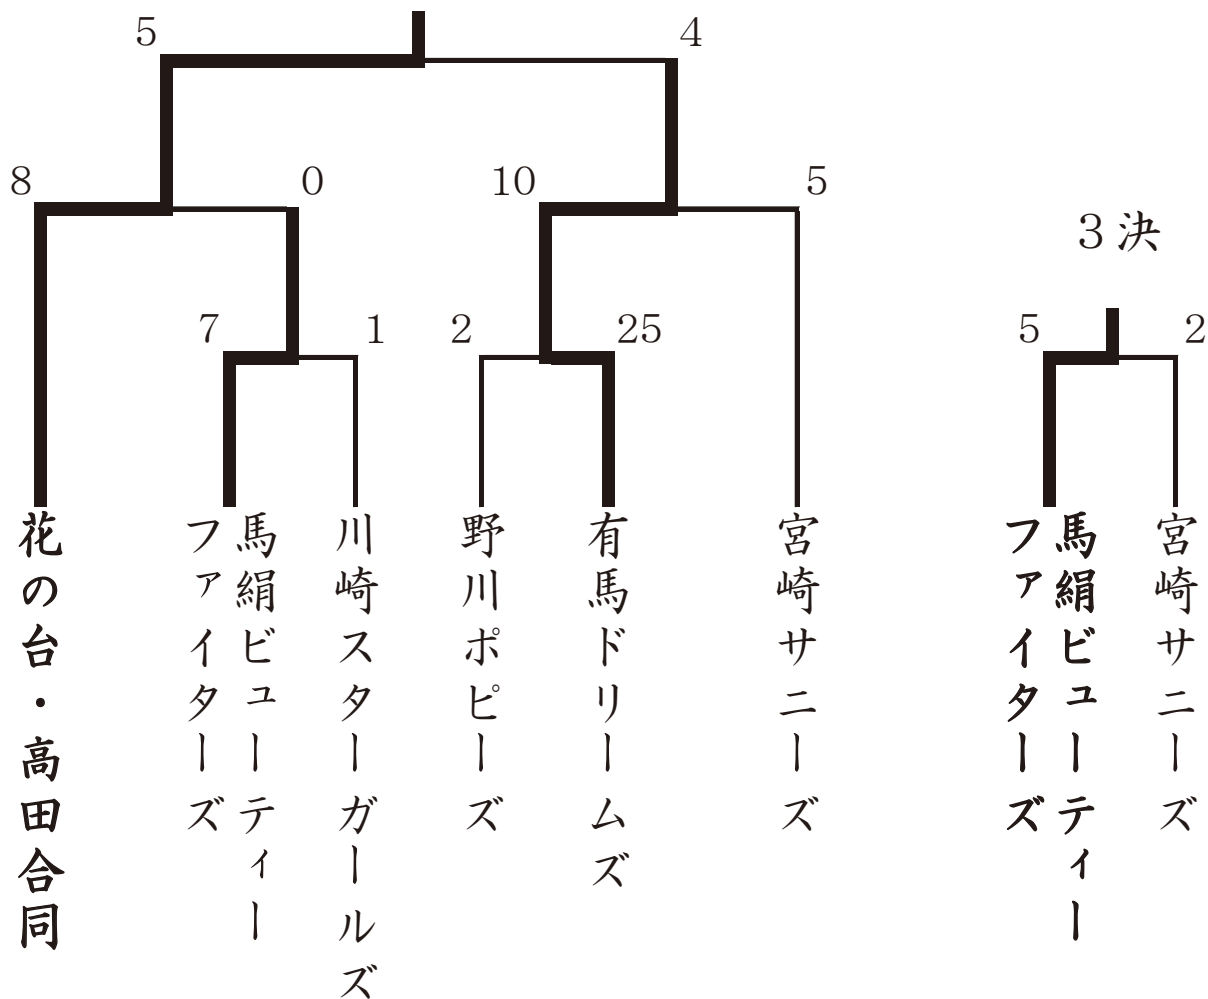 5
4
8
0
10
5
3決
7
1
2
25
5
2
花の台・高田合同
馬絹ビューティー
ファイターズ
川崎スターガールズ
野川ポピーズ
有馬ドリームズ
宮崎サニーズ
馬絹ビューティー
ファイターズ
宮崎サニーズ